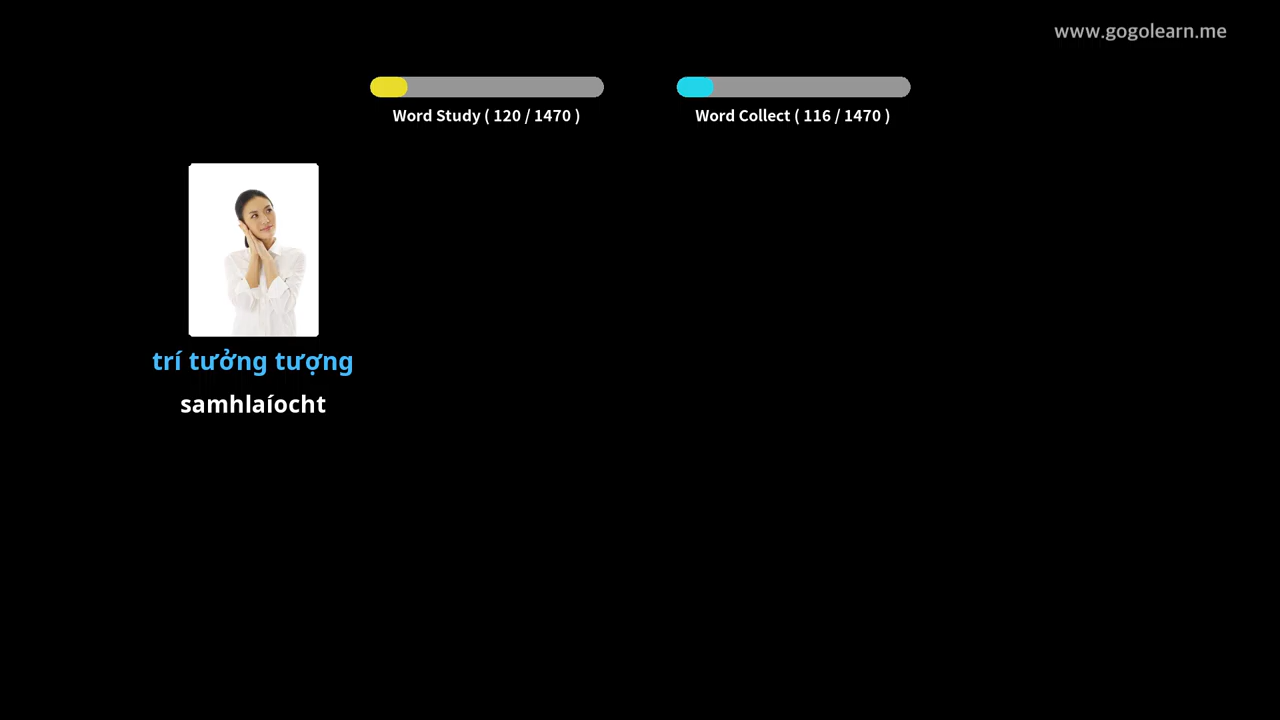 www.gogolearn.me
Word Study ( 120 / 1470 )
Word Collect ( 116 / 1470 )
trí tưởng tượng
samhlaíocht